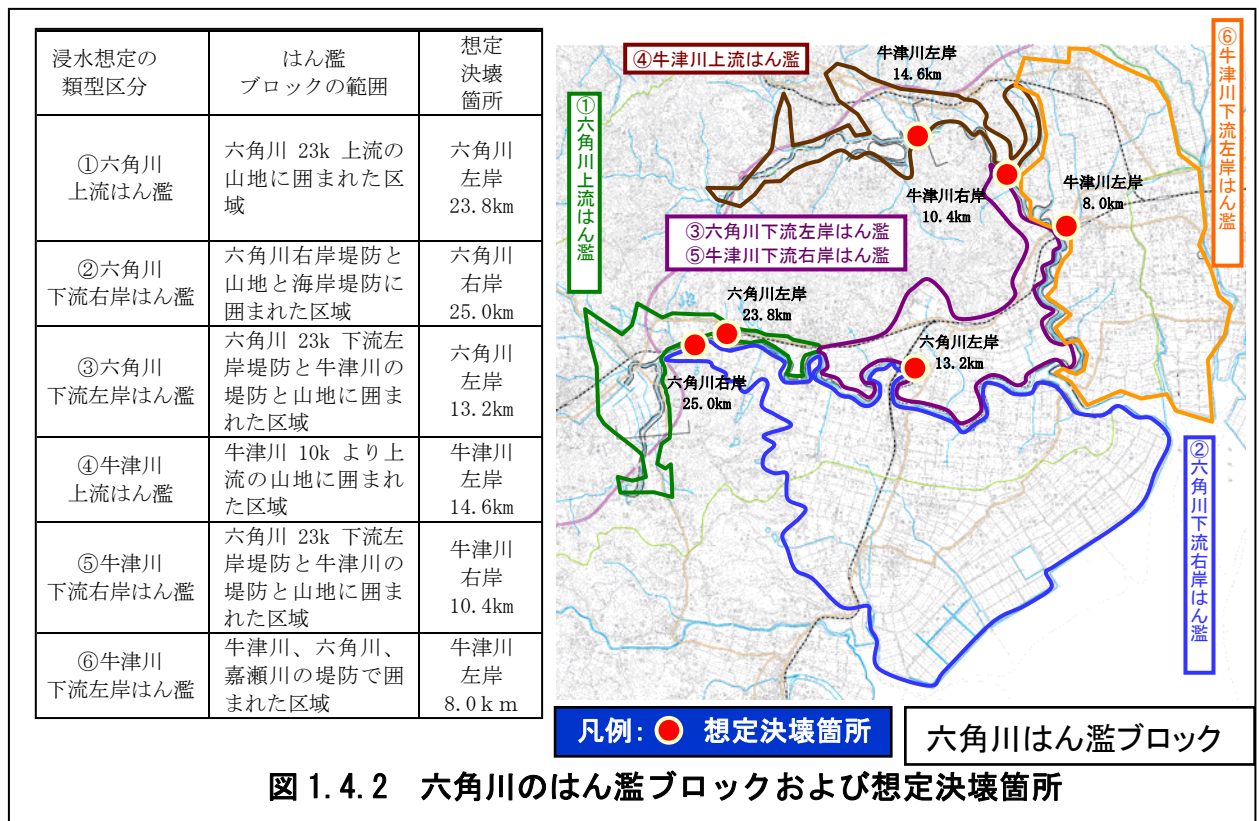 浸水想定の
類型区分
はん濫
ブロックの範囲
想定
決壊
箇所
①六角川
上流はん濫
六角川 23k 上流の
山地に囲まれた区
域
六角川
左岸
23.8km
②六角川
下流右岸はん濫
六角川右岸堤防と
山地と海岸堤防に
囲まれた区域
六角川
右岸
25.0km
③六角川
下流左岸はん濫
六角川 23k 下流左
岸堤防と牛津川の
堤防と山地に囲ま
れた区域
六角川
左岸
13.2km
④牛津川
上流はん濫
牛津川 10k より上
流の山地に囲まれ
た区域
牛津川
左岸
14.6km
⑤牛津川
下流右岸はん濫
六角川 23k 下流左
岸堤防と牛津川の
堤防と山地に囲ま
れた区域
牛津川
右岸
10.4km
⑥牛津川
下流左岸はん濫
牛津川、六角川、
嘉瀬川の堤防で囲
まれた区域
牛津川
左岸
8.0ｋｍ
④牛津川上流はん濫
牛津川左岸
14.6km
⑥牛津川下流左岸はん濫
①六角川上流はん濫
牛津川右岸
10.4km
牛津川左岸
8.0km
③六角川下流左岸はん濫
⑤牛津川下流右岸はん濫
六角川左岸
23.8km
六角川左岸
13.2km
六角川右岸
25.0km
②六角川下流右岸はん濫
凡例: 想定決壊箇所
六角川はん濫ブロック
図 1.4.2 六角川のはん濫ブロックおよび想定決壊箇所